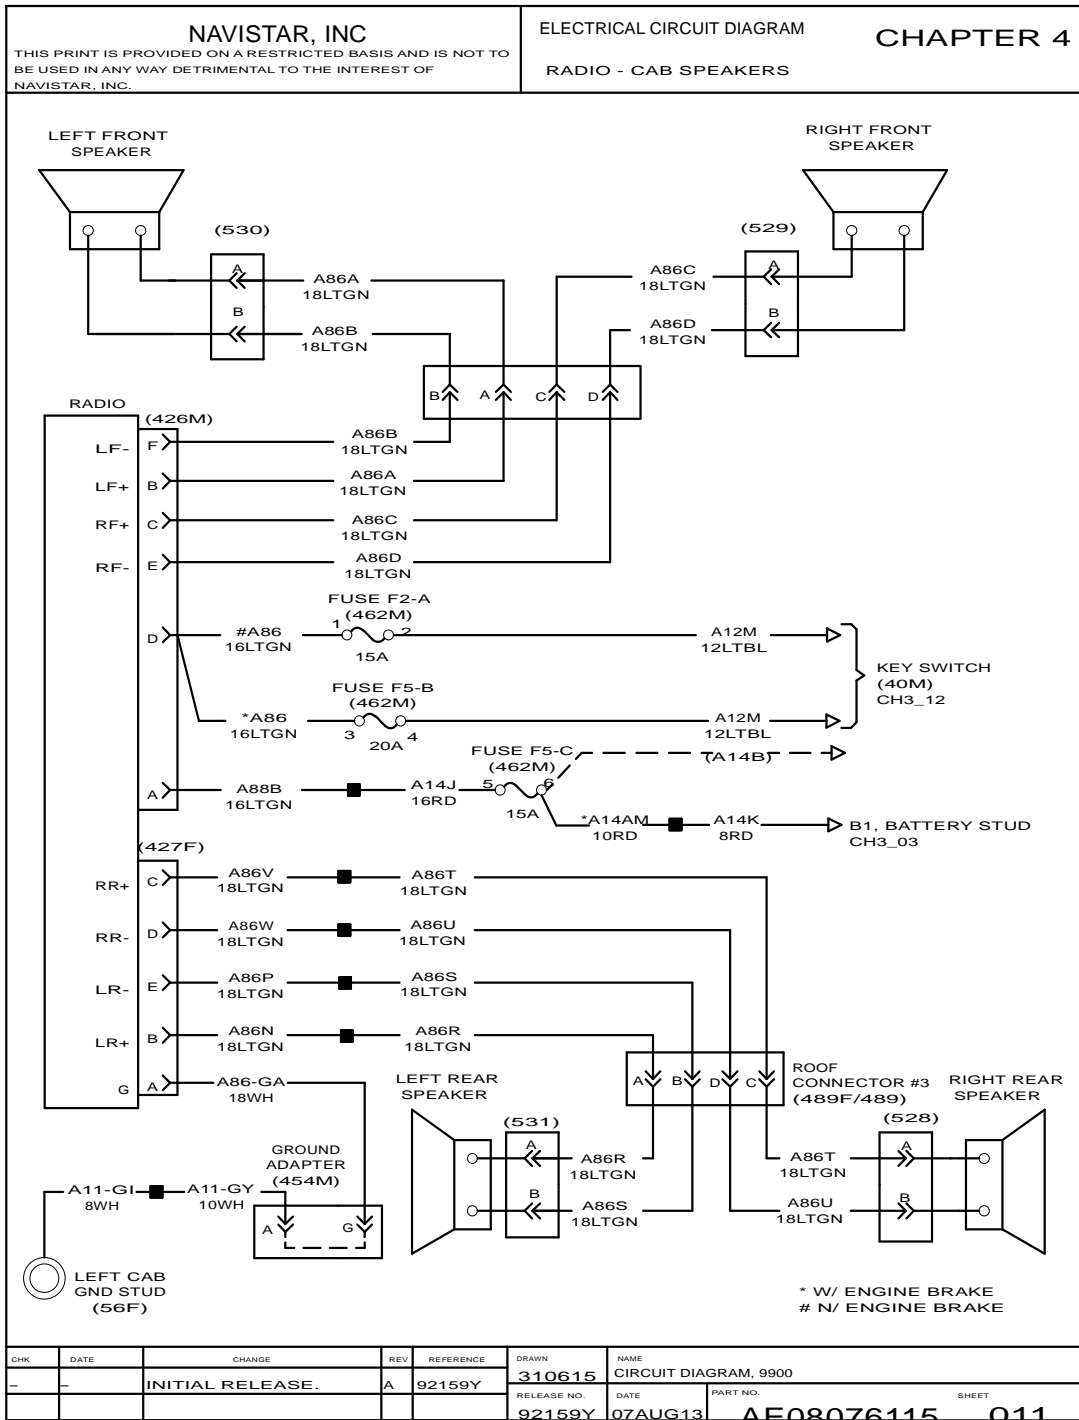 NAVISTAR, INC
THIS PRINT IS PROVIDED ON A RESTRICTED BASIS AND IS NOT TO
BE USED IN ANY WAY DETRIMENTAL TO THE INTEREST OF
NAVISTAR, INC.
ELECTRICAL CIRCUIT DIAGRAM
RADIO - CAB SPEAKERS
CHAPTER 4
LEFT FRONT
SPEAKER
RIGHT FRONT
SPEAKER
(530)
(529)
A
A86A
18LTGN
B
A86B
18LTGN
A86C
18LTGN
A
A86D
18LTGN
B
B
A
C
D
RADIO
(426M)
LF-
F
A86B
18LTGN
LF+
B
A86A
18LTGN
RF+
C
A86C
18LTGN
RF-
E
A86D
18LTGN
FUSE F2-A
(462M)
D
#A86
16LTGN
1
2
15A
A12M
12LTBL
KEY SWITCH
(40M)
CH3_12
FUSE F5-B
(462M)
*A86
16LTGN
3
4
20A
A12M
12LTBL
FUSE F5-C
(462M)
(A14B)
A
A88B
16LTGN
A14J
16RD
5
6
15A
*A14AM
10RD
A14K
8RD
B1, BATTERY STUD
CH3_03
(427F)
RR+
C
A86V
18LTGN
A86T
18LTGN
RR-
D
A86W
18LTGN
A86U
18LTGN
LR-
E
A86P
18LTGN
A86S
18LTGN
LR+
B
A86N
18LTGN
A86R
18LTGN
G
A
A86-GA
18WH
A
B
D
C
ROOF
CONNECTOR #3
(489F/489)
LEFT REAR
SPEAKER
RIGHT REAR
SPEAKER
(531)
(528)
A
A86R
18LTGN
B
A86S
18LTGN
A86T
18LTGN
A
A86U
18LTGN
B
GROUND
ADAPTER
(454M)
A11-GI
8WH
A11-GY
10WH
A
G
LEFT CAB
GND STUD
(56F)
* W/ ENGINE BRAKE
# N/ ENGINE BRAKE
CHK
DATE
CHANGE
REV
REFERENCE
–
–
INITIAL RELEASE.
A
92159Y
DRAWN
310615
NAME
CIRCUIT DIAGRAM, 9900
RELEASE NO.
92159Y
DATE
07AUG13
PART NO.
AE08076115
SHEET
011